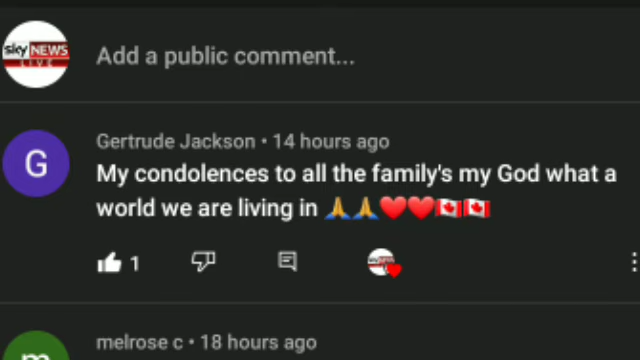 sky NEWS
LIVE
Add a public comment...
Gertrude Jackson • 14 hours ago
G
My condolences to all the family's my God what a
world we are living in 🙏🙏❤️❤️🇨🇦🇨🇦
1
melrose c • 18 hours ago
m